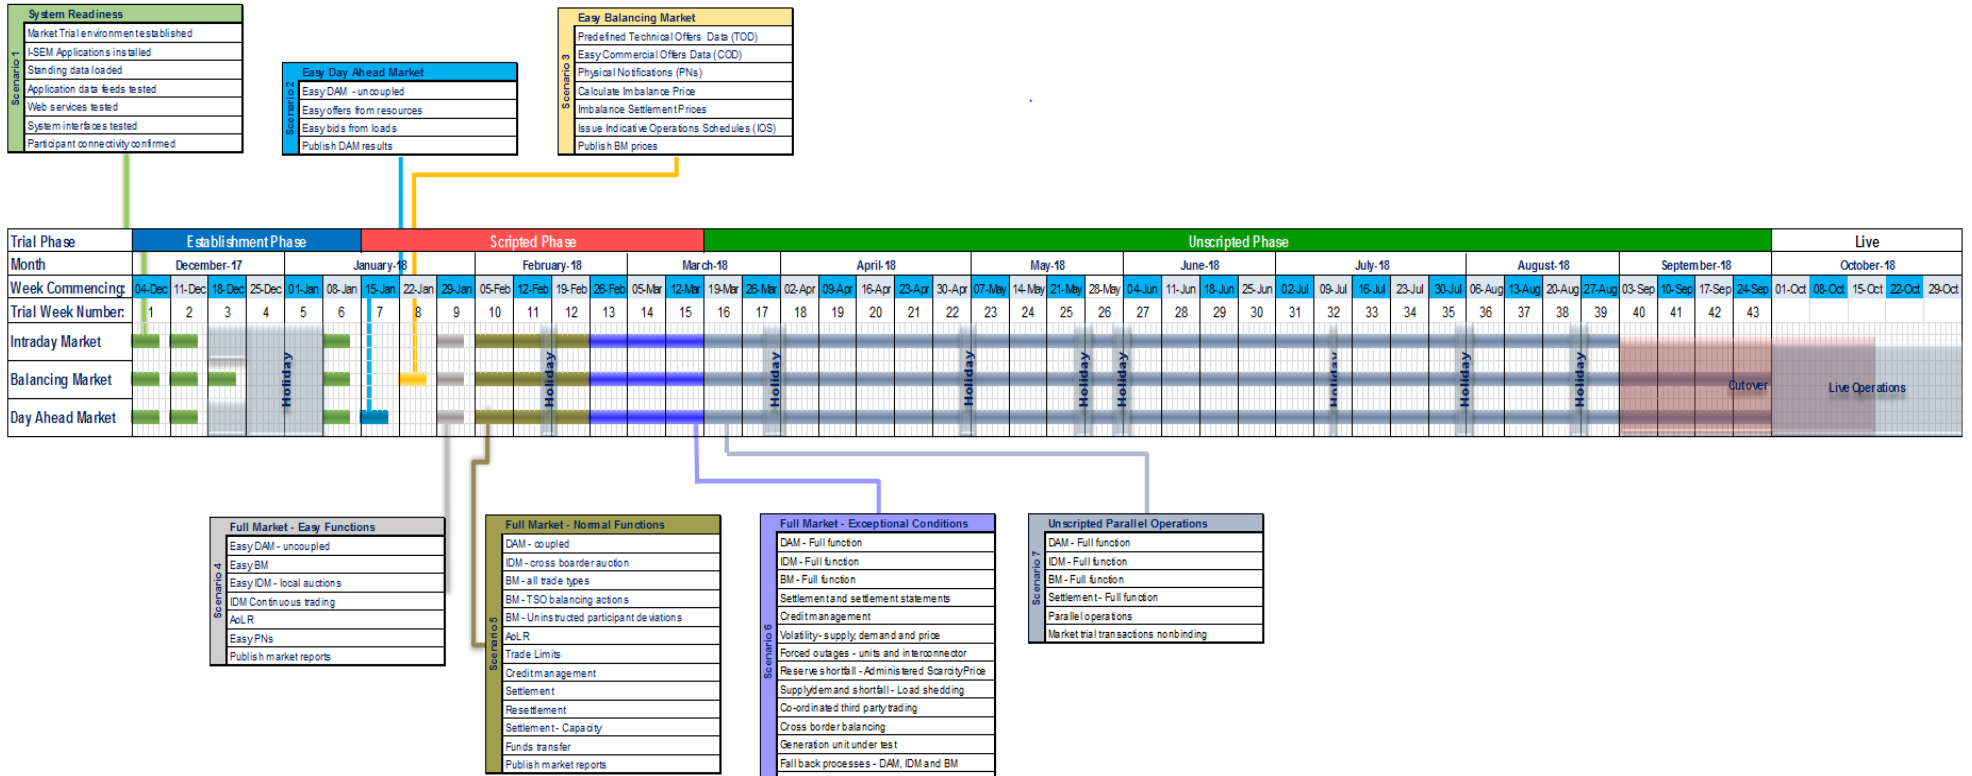 System Readiness
Scenario 1
Market Trial environment established
I-SEM Applications installed
Standing data loaded
Application data feeds tested
Web services tested
System interfaces tested
Participant connectivity confirmed
Easy Day Ahead Market
Scenario 2
Easy DAM - uncoupled
Easy offers from resources
Easy bids from loads
Publish DAM results
Easy Balancing Market
Scenario 3
Predefined Technical Offers Data (TOD)
Easy Commercial Offers Data (COD)
Physical Notifications (PNs)
Calculate Imbalance Price
Imbalance Settlement Prices
Issue Indicative Operations Schedules (IOS)
Publish BM prices
Trial Phase Establishment Phase Scripted Phase Unscripted Phase Live
Month December-17 January-18 February-18 March-18 April-18 May-18 June-18 July-18 August-18 September-18 October-18
Week Commencing: 04-Dec 11-Dec 18-Dec 25-Dec 01-Jan 08-Jan 15-Jan 22-Jan 29-Jan 05-Feb 12-Feb 19-Feb 26-Feb 05-Mar 12-Mar 19-Mar 26-Mar 02-Apr 09-Apr 16-Apr 23-Apr 30-Apr 07-May 14-May 21-May 28-May 04-Jun 11-Jun 18-Jun 25-Jun 02-Jul 09-Jul 16-Jul 23-Jul 30-Jul 06-Aug 13-Aug 20-Aug 27-Aug 03-Sep 10-Sep 17-Sep 24-Sep 01-Oct 08-Oct 15-Oct 22-Oct 29-Oct
Trial Week Number: 1 2 3 4 5 6 7 8 9 10 11 12 13 14 15 16 17 18 19 20 21 22 23 24 25 26 27 28 29 30 31 32 33 34 35 36 37 38 39 40 41 42 43
Intraday Market
Balancing Market
Day Ahead Market
Holiday
Holiday
Holiday
Holiday
Holiday
Holiday
Holiday
Holiday
Holiday
Cutover
Live Operations
Full Market - Easy Functions
Scenario 4
Easy DAM - uncoupled
Easy BM
Easy IDM - local auctions
IDM Continuous trading
AoLR
Easy PNs
Publish market reports
Full Market - Normal Functions
Scenario 5
DAM - coupled
IDM - cross boarder auction
BM - all trade types
BM - TSO balancing actions
BM - Uninstructed participant deviations
AoLR
Trade Limits
Credit management
Settlement
Resettlement
Settlement - Capacity
Funds transfer
Publish market reports
Full Market - Exceptional Conditions
Scenario 6
DAM - Full function
IDM - Full function
BM - Full function
Settlement and settlement statements
Credit management
Volatility - supply, demand and price
Forced outages - units and interconnector
Reserve shortfall - Administered Scarcity Price
Supply/demand shortfall - Load shedding
Co-ordinated third party trading
Cross border balancing
Generation unit under test
Fall back processes - DAM, IDM and BM
Unscripted Parallel Operations
Scenario 7
DAM - Full function
IDM - Full function
BM - Full function
Settlement - Full function
Parallel operations
Market trial transactions nonbinding